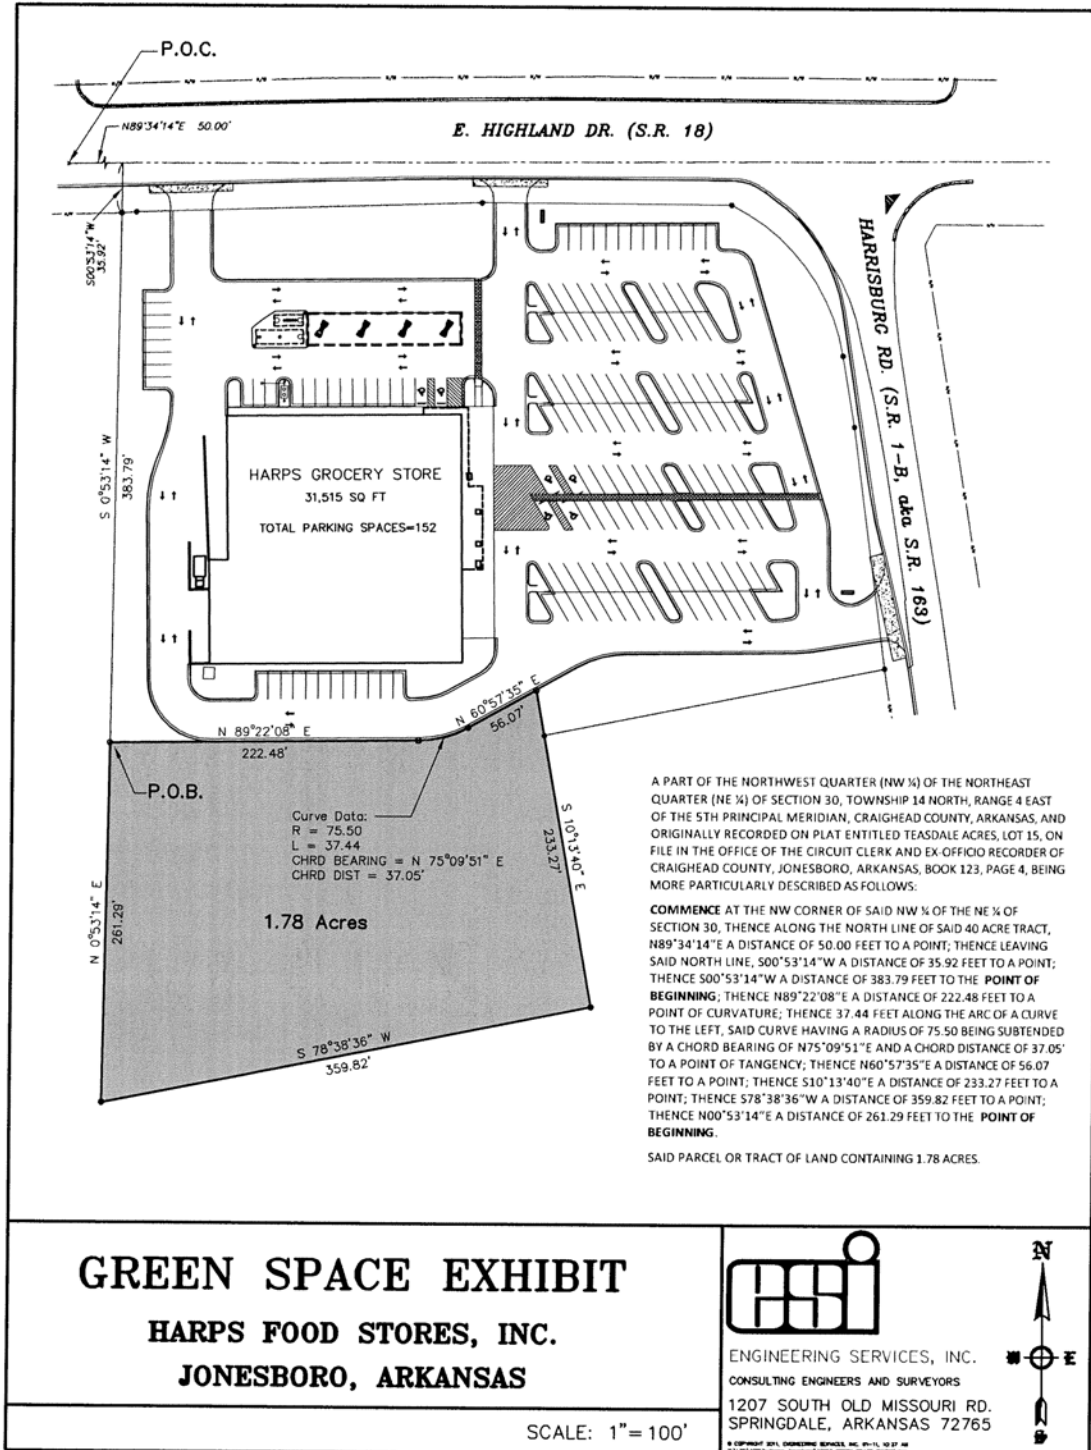 P.O.C.
N89°34'14"E 50.00'
E. HIGHLAND DR. (S.R. 18)
S00°53'14"W
35.92'
HARRISBURG RD. (S.R. 1-B, aka S.R. 163)
S 0°53'14" W
383.79'
HARPS GROCERY STORE
31,515 SQ FT
TOTAL PARKING SPACES=152
N 89°22'08" E
222.48'
N 60°57'35" E
56.07'
P.O.B.
Curve Data:
R = 75.50
L = 37.44
CHRD BEARING = N 75°09'51" E
CHRD DIST = 37.05'
S 10°13'40" E
233.27'
N 0°53'14" E
261.29'
1.78 Acres
S 78°38'36" W
359.82'
A PART OF THE NORTHWEST QUARTER (NW ¼) OF THE NORTHEAST
QUARTER (NE ¼) OF SECTION 30, TOWNSHIP 14 NORTH, RANGE 4 EAST
OF THE 5TH PRINCIPAL MERIDIAN, CRAIGHEAD COUNTY, ARKANSAS, AND
ORIGINALLY RECORDED ON PLAT ENTITLED TEASDALE ACRES, LOT 15, ON
FILE IN THE OFFICE OF THE CIRCUIT CLERK AND EX-OFFICIO RECORDER OF
CRAIGHEAD COUNTY, JONESBORO, ARKANSAS, BOOK 123, PAGE 4, BEING
MORE PARTICULARLY DESCRIBED AS FOLLOWS:
COMMENCE AT THE NW CORNER OF SAID NW ¼ OF THE NE ¼ OF
SECTION 30, THENCE ALONG THE NORTH LINE OF SAID 40 ACRE TRACT,
N89°34'14"E A DISTANCE OF 50.00 FEET TO A POINT; THENCE LEAVING
SAID NORTH LINE, S00°53'14"W A DISTANCE OF 35.92 FEET TO A POINT;
THENCE S00°53'14"W A DISTANCE OF 383.79 FEET TO THE POINT OF
BEGINNING; THENCE N89°22'08"E A DISTANCE OF 222.48 FEET TO A
POINT OF CURVATURE; THENCE 37.44 FEET ALONG THE ARC OF A CURVE
TO THE LEFT, SAID CURVE HAVING A RADIUS OF 75.50 BEING SUBTENDED
BY A CHORD BEARING OF N75°09'51"E AND A CHORD DISTANCE OF 37.05'
TO A POINT OF TANGENCY; THENCE N60°57'35"E A DISTANCE OF 56.07
FEET TO A POINT; THENCE S10°13'40"E A DISTANCE OF 233.27 FEET TO A
POINT; THENCE S78°38'36"W A DISTANCE OF 359.82 FEET TO A POINT;
THENCE N00°53'14"E A DISTANCE OF 261.29 FEET TO THE POINT OF
BEGINNING.
SAID PARCEL OR TRACT OF LAND CONTAINING 1.78 ACRES.
GREEN SPACE EXHIBIT
HARPS FOOD STORES, INC.
JONESBORO, ARKANSAS
SCALE: 1"=100'
esi
ENGINEERING SERVICES, INC.
CONSULTING ENGINEERS AND SURVEYORS
1207 SOUTH OLD MISSOURI RD.
SPRINGDALE, ARKANSAS 72765
N
W E
S